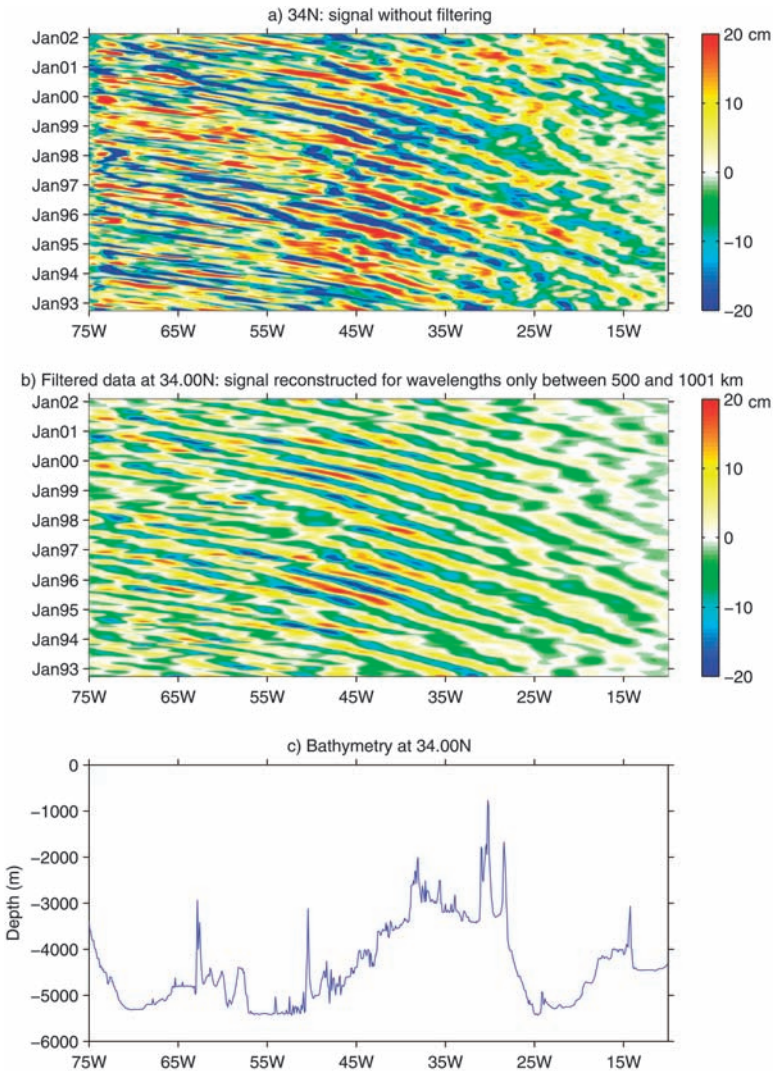 a) 34N: signal without filtering
Jan02
Jan01
Jan00
Jan99
Jan98
Jan97
Jan96
Jan95
Jan94
Jan93
75W 65W 55W 45W 35W 25W 15W
20 cm
10
0
−10
−20
b) Filtered data at 34.00N: signal reconstructed for wavelengths only between 500 and 1001 km
Jan02
Jan01
Jan00
Jan99
Jan98
Jan97
Jan96
Jan95
Jan94
Jan93
75W 65W 55W 45W 35W 25W 15W
20 cm
10
0
−10
−20
c) Bathymetry at 34.00N
Depth (m)
0
−1000
−2000
−3000
−4000
−5000
−6000
75W 65W 55W 45W 35W 25W 15W